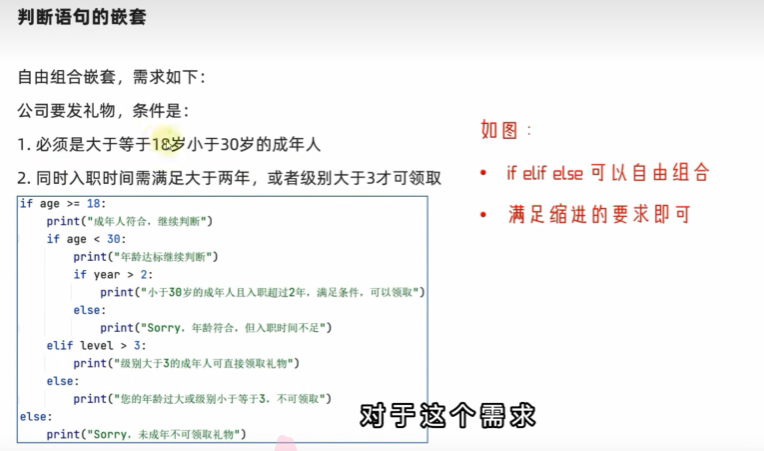 判断语句的嵌套
自由组合嵌套，需求如下：
公司要发礼物，条件是：
1. 必须是大于等于18岁小于30岁的成年人
2. 同时入职时间需满足大于两年，或者级别大于3才可领取
if age >= 18:
    print("成年人符合，继续判断")
    if age < 30:
        print("年龄达标继续判断")
        if year > 2:
            print("小于30岁的成年人且入职超过2年，满足条件，可以领取")
        else:
            print("Sorry，年龄符合，但入职时间不足")
    elif level > 3:
        print("级别大于3的成年人可直接领取礼物")
    else:
        print("您的年龄过大或级别小于等于3，不可领取")
else:
    print("Sorry，未成年不可领取礼物")
如图：
• if elif else 可以自由组合
• 满足缩进的要求即可
对于这个需求